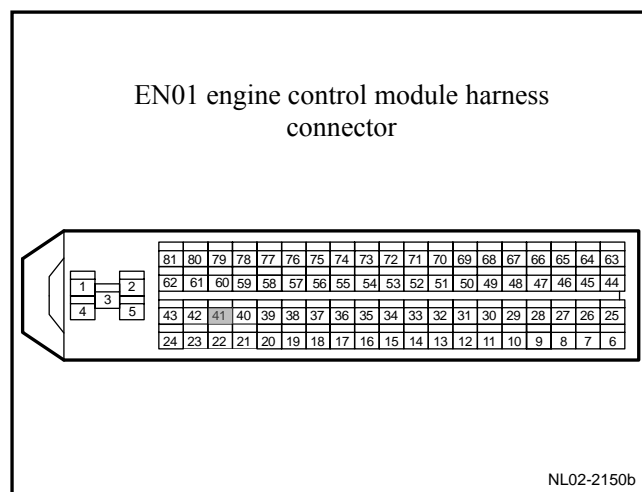 EN01 engine control module harness
connector
81 80 79 78 77 76 75 74 73 72 71 70 69 68 67 66 65 64 63
1 2 62 61 60 59 58 57 56 55 54 53 52 51 50 49 48 47 46 45 44
3
4 5 43 42 41 40 39 38 37 36 35 34 33 32 31 30 29 28 27 26 25
24 23 22 21 20 19 18 17 16 15 14 13 12 11 10 9 8 7 6
NL02-2150b